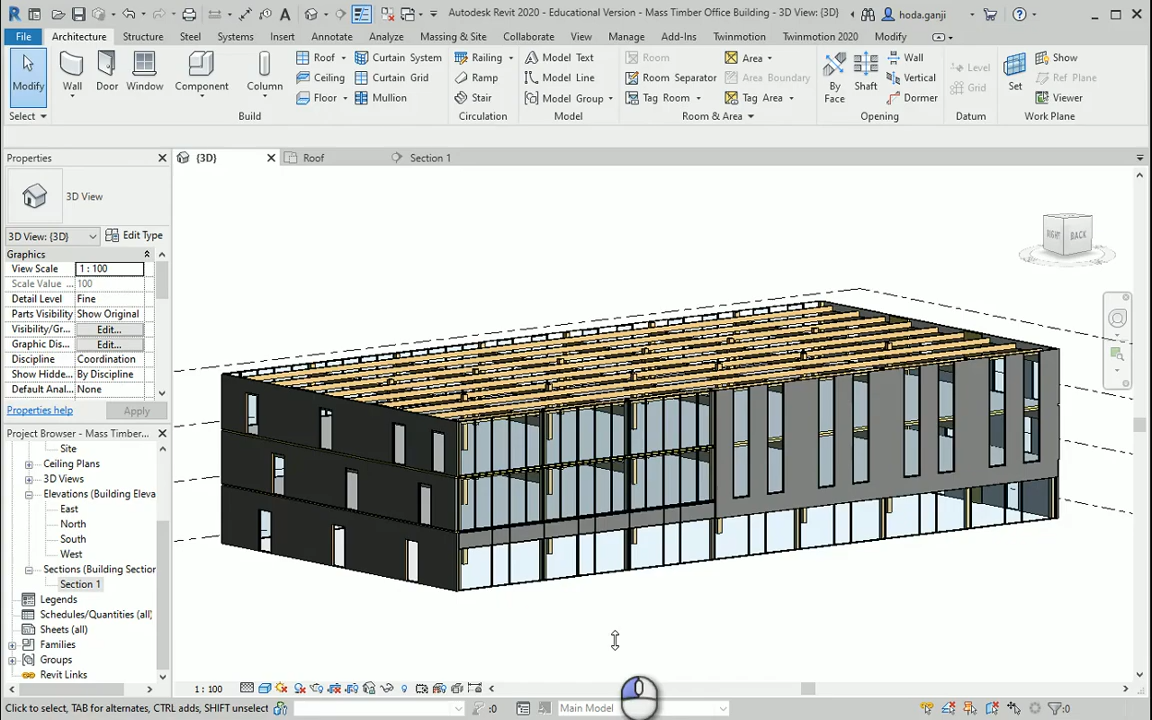 Autodesk Revit 2020 - Educational Version - Mass Timber Office Building - 3D View: {3D}
hoda.ganji
File Architecture Structure Steel Systems Insert Annotate Analyze Massing & Site Collaborate View Manage Add-Ins Twinmotion Twinmotion 2020 Modify
Modify
Select
Wall Door Window Component Column
Roof
Ceiling
Floor
Curtain System
Curtain Grid
Mullion
Build
Railing
Ramp
Stair
Circulation
Model Text
Model Line
Model Group
Model
Room
Room Separator
Tag Room
Area
Area Boundary
Tag Area
Room & Area
By Face
Shaft
Wall
Vertical
Dormer
Opening
Level
Grid
Datum
Set
Show
Ref Plane
Viewer
Work Plane
Properties
{3D} Roof Section 1
3D View
3D View: {3D} Edit Type
Graphics
View Scale 1 : 100
Scale Value ... 100
Detail Level Fine
Parts Visibility Show Original
Visibility/Gr... Edit...
Graphic Dis... Edit...
Discipline Coordination
Show Hidde... By Discipline
Default Anal... None
Properties help Apply
RIGHT BACK
Project Browser - Mass Timber...
Site
Ceiling Plans
3D Views
Elevations (Building Eleva
East
North
South
West
Sections (Building Section
Section 1
Legends
Schedules/Quantities (all)
Sheets (all)
Families
Groups
Revit Links
1 : 100
Click to select, TAB for alternates, CTRL adds, SHIFT unselect :0 Main Model :0